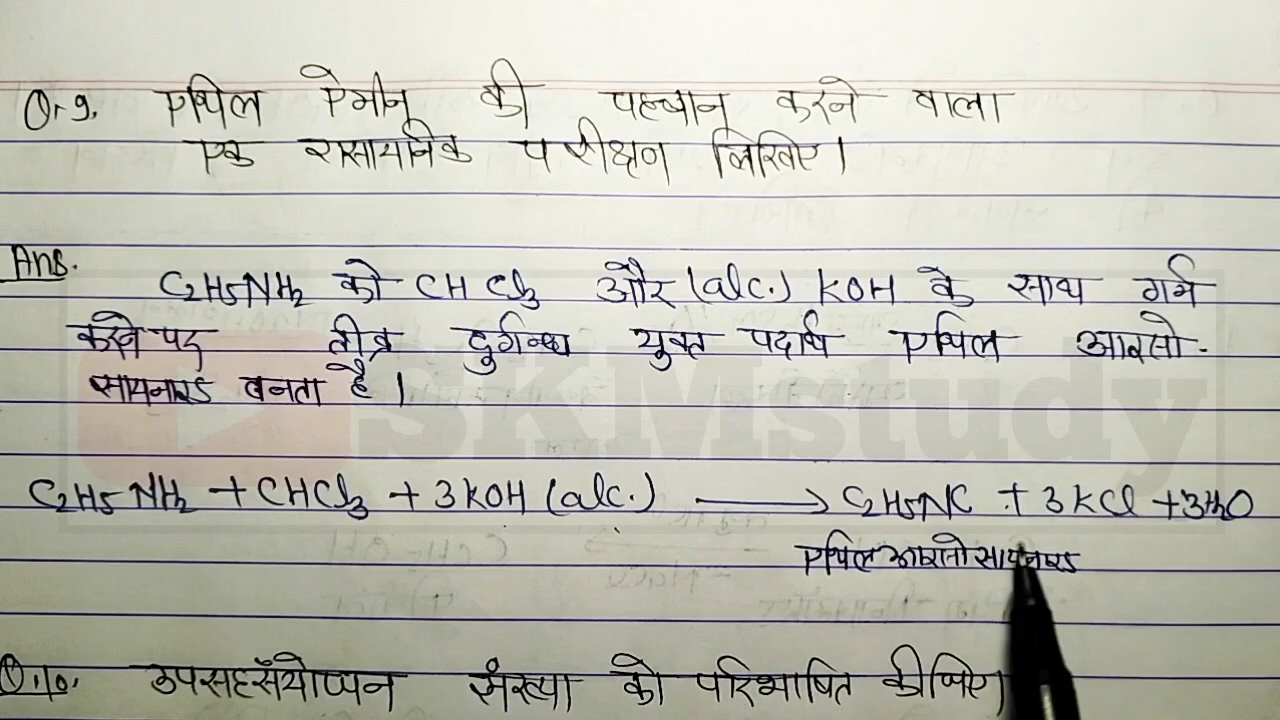 Q.9. एथिल ऐमीन की पहचान करने वाला
एक रासायनिक परीक्षण लिखिए।
Ans.
C₂H₅NH₂ को CHCl₃ और (alc.) KOH के साथ गर्म
करने पर तीव्र दुर्गन्ध युक्त पदार्थ एथिल आइसो-
सायनाइड बनता है।
SKMstudy
C₂H₅NH₂ + CHCl₃ + 3KOH (alc.) ⟶ C₂H₅NC + 3KCl + 3H₂O
एथिल आइसोसायनाइड
Q.10. उपसहसंयोजन संख्या को परिभाषित कीजिए।